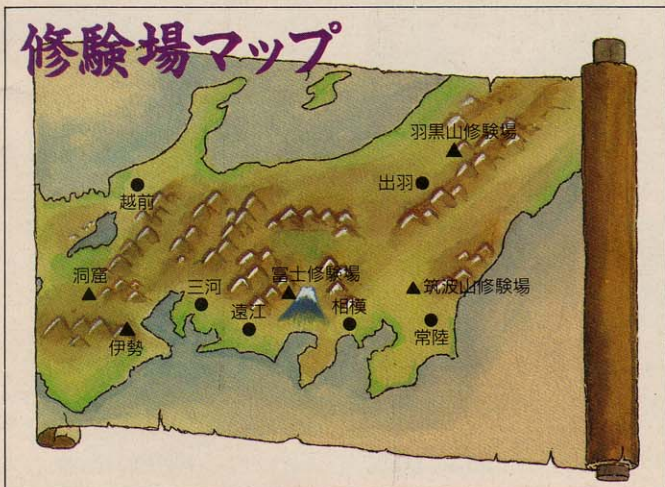 修験場マップ
羽黒山修験場
出羽
越前
洞窟
三河
富士修験場
筑波山修験場
遠江
相模
常陸
伊勢